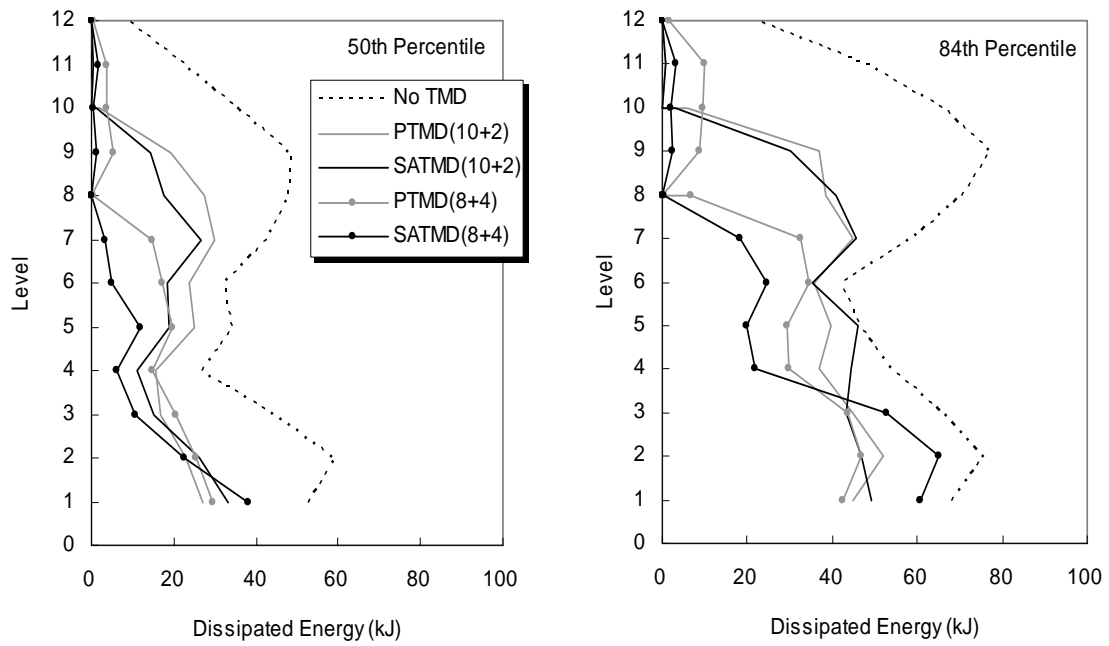 50th Percentile
No TMD
PTMD(10+2)
SATMD(10+2)
PTMD(8+4)
SATMD(8+4)
Level
12
11
10
9
8
7
6
5
4
3
2
1
0
0 20 40 60 80 100
Dissipated Energy (kJ)
84th Percentile
Level
12
11
10
9
8
7
6
5
4
3
2
1
0
0 20 40 60 80 100
Dissipated Energy (kJ)